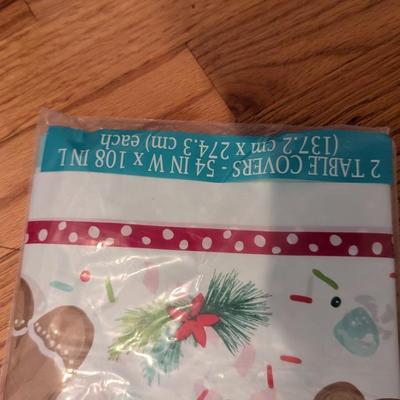 2 TABLE COVERS - 54 IN W x 108 IN L
(137.2 cm x 274.3 cm) each